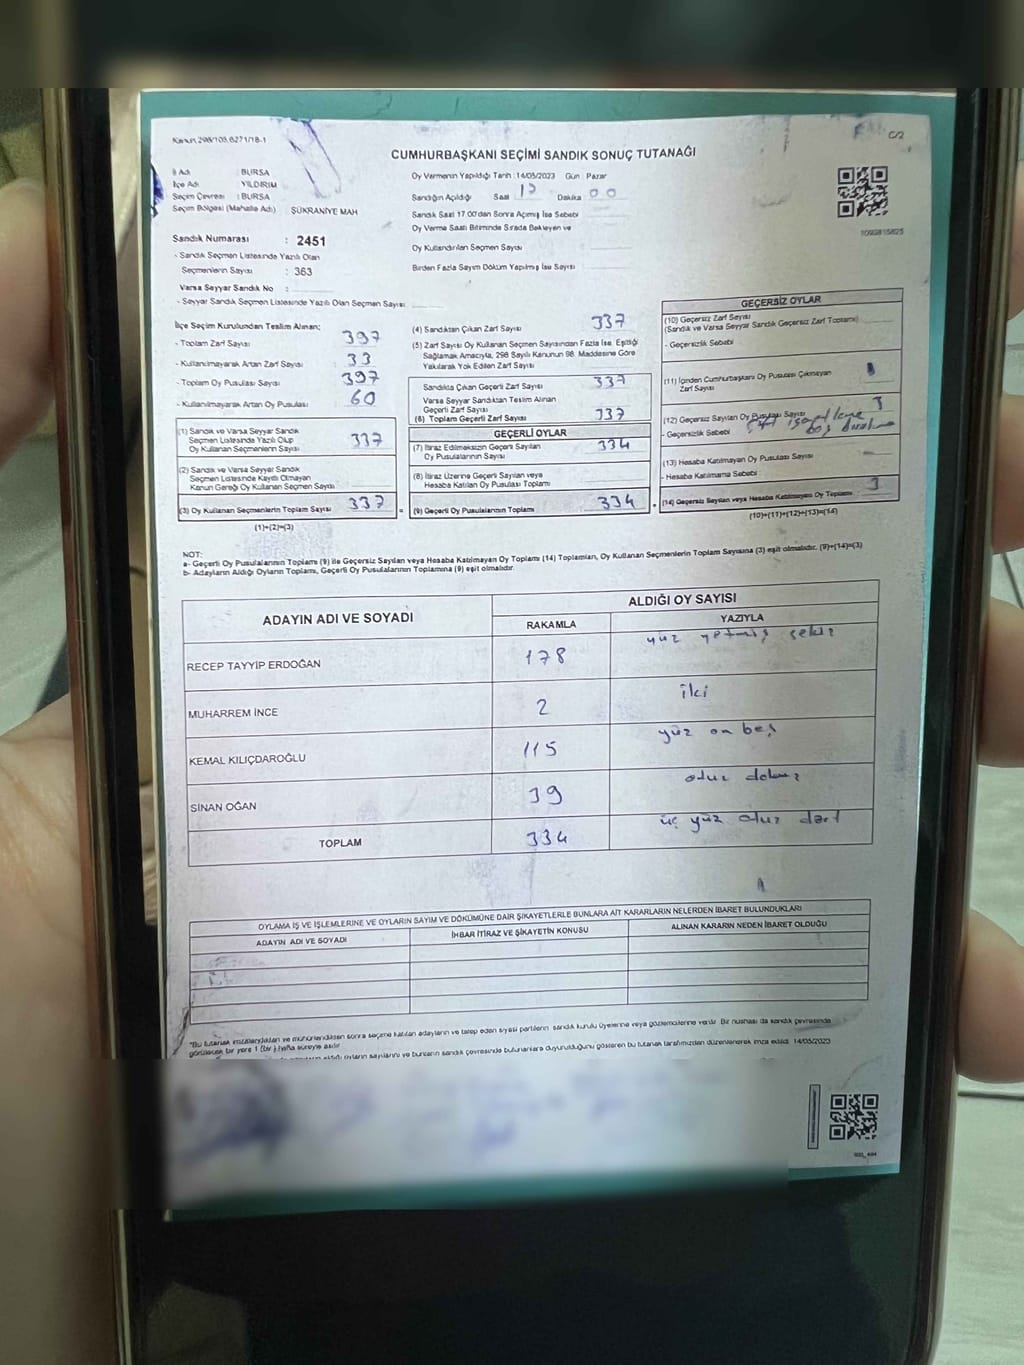 Kanun.298/105,6271/18-1
C/2
CUMHURBAŞKANI SEÇİMİ SANDIK SONUÇ TUTANAĞI
İl Adı : BURSA
İlçe Adı : YILDIRIM
Seçim Çevresi : BURSA
Seçim Bölgesi (Mahalle Adı) : ŞÜKRANİYE MAH
Sandık Numarası : 2451
- Sandık Seçmen Listesinde Yazılı Olan
Seçmenlerin Sayısı : 363
Varsa Seyyar Sandık No :
- Seyyar Sandık Seçmen Listesinde Yazılı Olan Seçmen Sayısı
Oy Vermenin Yapıldığı Tarih : 14/05/2023 Gün : Pazar
Sandığın Açıldığı Saat 17 Dakika 00
Sandık Saat 17.00'dan Sonra Açılmış İse Sebebi
Oy Verme Saati Bitiminde Sırada Bekleyen ve
Oy Kullandırılan Seçmen Sayısı
Birden Fazla Sayım Döküm Yapılmış İse Sayısı
1093815825
İlçe Seçim Kurulundan Teslim Alınan;
- Toplam Zarf Sayısı : 397
- Kullanılmayarak Artan Zarf Sayısı : 33
- Toplam Oy Pusulası Sayısı : 397
- Kullanılmayarak Artan Oy Pusulası : 60
(1) Sandık ve Varsa Seyyar Sandık
Seçmen Listesinde Yazılı Olup
Oy Kullanan Seçmenlerin Sayısı : 337
(2) Sandık ve Varsa Seyyar Sandık
Seçmen Listesinde Kayıtlı Olmayan
Kanun Gereği Oy Kullanan Seçmen Sayısı
(3) Oy Kullanan Seçmenlerin Toplam Sayısı 337
(1)+(2)=(3)
(4) Sandıktan Çıkan Zarf Sayısı 337
(5) Zarf Sayısı Oy Kullanan Seçmen Sayısından Fazla İse, Eşitliği
Sağlamak Amacıyla, 298 Sayılı Kanunun 98. Maddesine Göre
Yakılarak Yok Edilen Zarf Sayısı
Sandıkta Çıkan Geçerli Zarf Sayısı 337
Varsa Seyyar Sandıktan Teslim Alınan
Geçerli Zarf Sayısı
(6) Toplam Geçerli Zarf Sayısı 337
GEÇERLİ OYLAR
(7) İtiraz Edilmeksizin Geçerli Sayılan
Oy Pusulalarının Sayısı 334
(8) İtiraz Üzerine Geçerli Sayılan veya
Hesaba Katılan Oy Pusulası Toplamı
(9) Geçerli Oy Pusulalarının Toplamı 334
GEÇERSİZ OYLAR
(10) Geçersiz Zarf Sayısı
(Sandık ve Varsa Seyyar Sandık Geçersiz Zarf Toplamı)
- Geçersizlik Sebebi
(11) İçinden Cumhurbaşkanı Oy Pusulası Çıkmayan
Zarf Sayısı
(12) Geçersiz Sayılan Oy Pusulası Sayısı 3
- Geçersizlik Sebebi
(13) Hesaba Katılmayan Oy Pusulası Sayısı
- Hesaba Katılmama Sebebi
(14) Geçersiz Sayılan veya Hesaba Katılmayan Oy Toplamı 3
(10)+(11)+(12)+(13)=(14)
NOT:
a- Geçerli Oy Pusulalarının Toplamı (9) ile Geçersiz Sayılan veya Hesaba Katılmayan Oy Toplamı (14) Toplamları, Oy Kullanan Seçmenlerin Toplam Sayısına (3) eşit olmalıdır. (9)+(14)=(3)
b- Adayların Aldığı Oyların Toplamı, Geçerli Oy Pusulalarının Toplamına (9) eşit olmalıdır.
ADAYIN ADI VE SOYADI
ALDIĞI OY SAYISI
RAKAMLA YAZIYLA
RECEP TAYYİP ERDOĞAN 178 yüz yetmiş sekiz
MUHARREM İNCE 2 iki
KEMAL KILIÇDAROĞLU 115 yüz on beş
SİNAN OĞAN 39 otuz dokuz
TOPLAM 334 üç yüz otuz dört
OYLAMA İŞ VE İŞLEMLERİNE VE OYLARIN SAYIM VE DÖKÜMÜNE DAİR ŞİKAYETLERLE BUNLARA AİT KARARLARIN NELERDEN İBARET BULUNDUKLARI
ADAYIN ADI VE SOYADI
İHBAR İTİRAZ VE ŞİKAYETİN KONUSU
ALINAN KARARIN NEDEN İBARET OLDUĞU
"Bu tutanak imzalayıldıktan ve mühürlendikten sonra seçime katılan adayların ve talep eden siyasi partilerin sandık kurulu üyelerine veya gözlemcilerine verilir. Bir nüshası da sandık çevresinde
görülecek bir yere 1 (bir) hafta süreyle asılır
oyların sayılarını ve bunların sandık çevresinde bulunanlara duyurulduğunu gösteren bu tutanak tarafımızdan düzenlenerek imza edildi. 14/05/2023